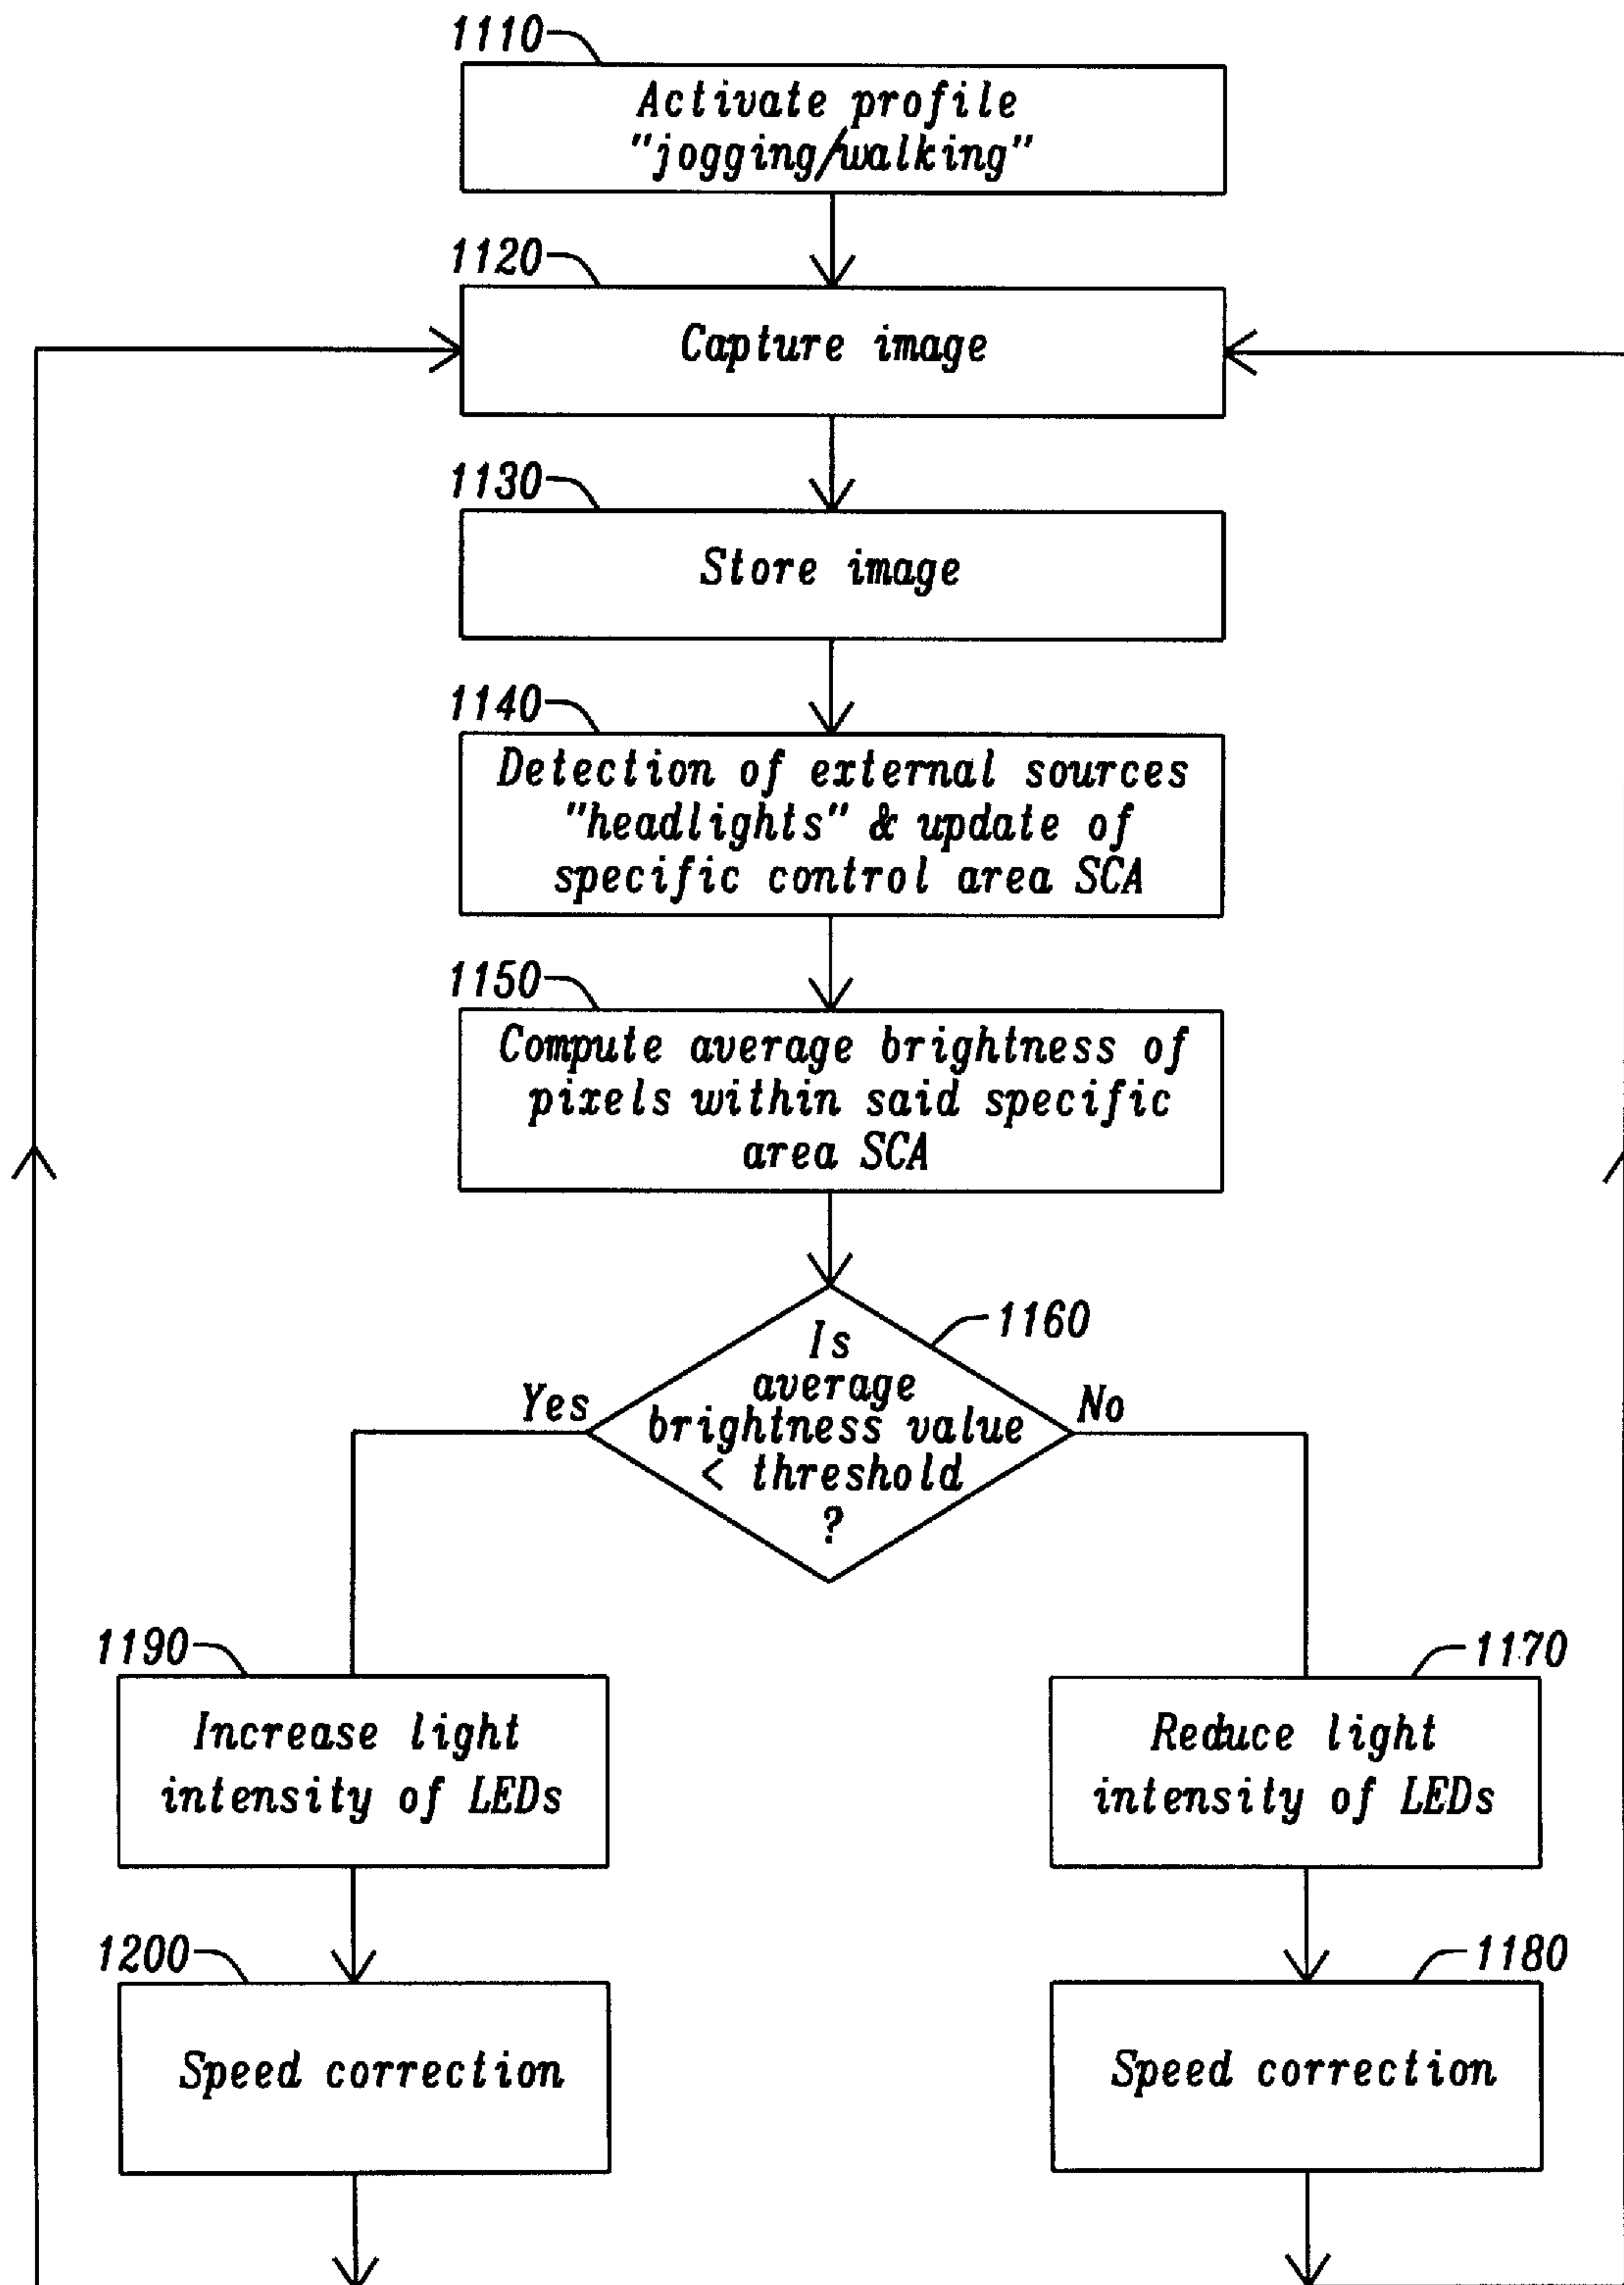 1110
Activate profile
"jogging/walking"
1120
Capture image
1130
Store image
1140
Detection of external sources
"headlights" & update of
specific control area SCA
1150
Compute average brightness of
pixels within said specific
area SCA
1160
Is
average
brightness value
< threshold
?
Yes
No
1190
Increase light
intensity of LEDs
1170
Reduce light
intensity of LEDs
1200
Speed correction
1180
Speed correction